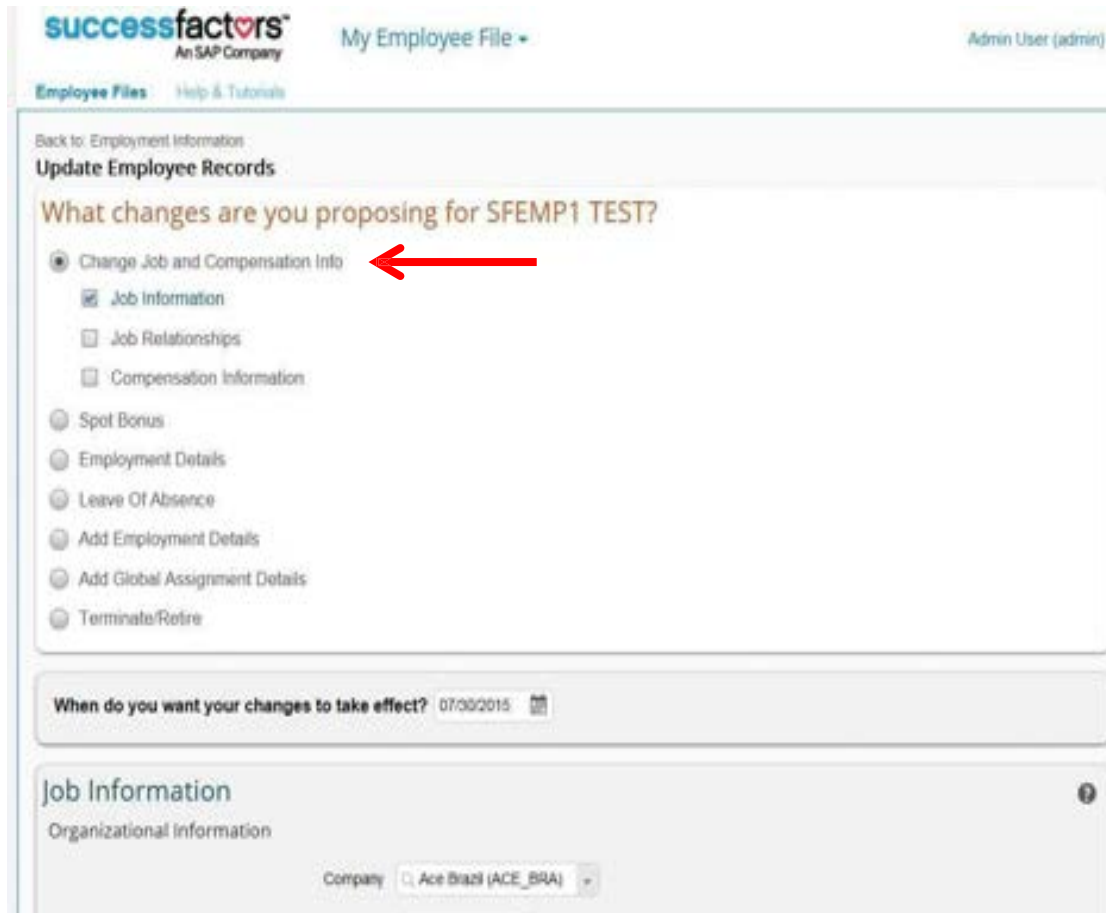 successfactors™
An SAP Company
My Employee File
Admin User (admin)
Employee Files Help & Tutorials
Back to: Employment Information
Update Employee Records
What changes are you proposing for SFEMP1 TEST?
Change Job and Compensation Info
Job Information
Job Relationships
Compensation Information
Spot Bonus
Employment Details
Leave Of Absence
Add Employment Details
Add Global Assignment Details
Terminate/Retire
When do you want your changes to take effect? 07/30/2015
Job Information
Organizational Information
Company Ace Brazil (ACE_BRA)